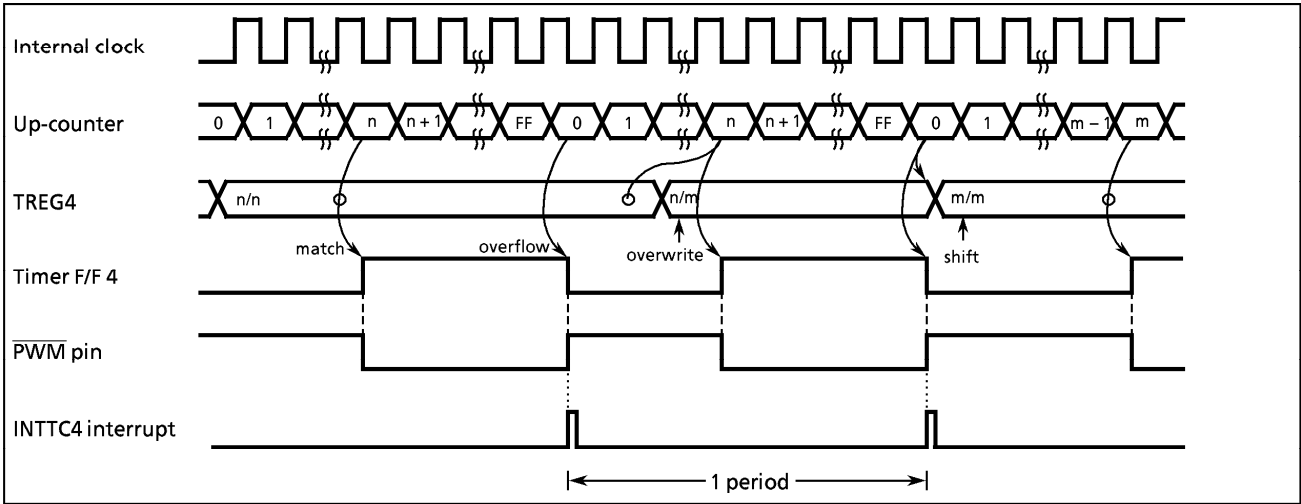 Internal clock
Up-counter 0 1 n n + 1 FF 0 1 n n + 1 FF 0 1 m – 1 m
TREG4 n/n n/m m/m
match overflow overwrite shift
Timer F/F 4
PWM pin
INTTC4 interrupt
1 period